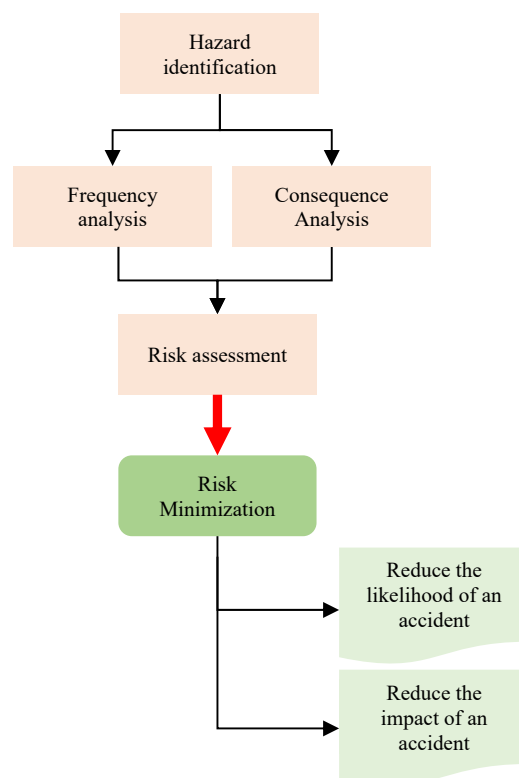 Hazard
identification
Frequency
analysis
Consequence
Analysis
Risk assessment
Risk
Minimization
Reduce the
likelihood of an
accident
Reduce the
impact of an
accident